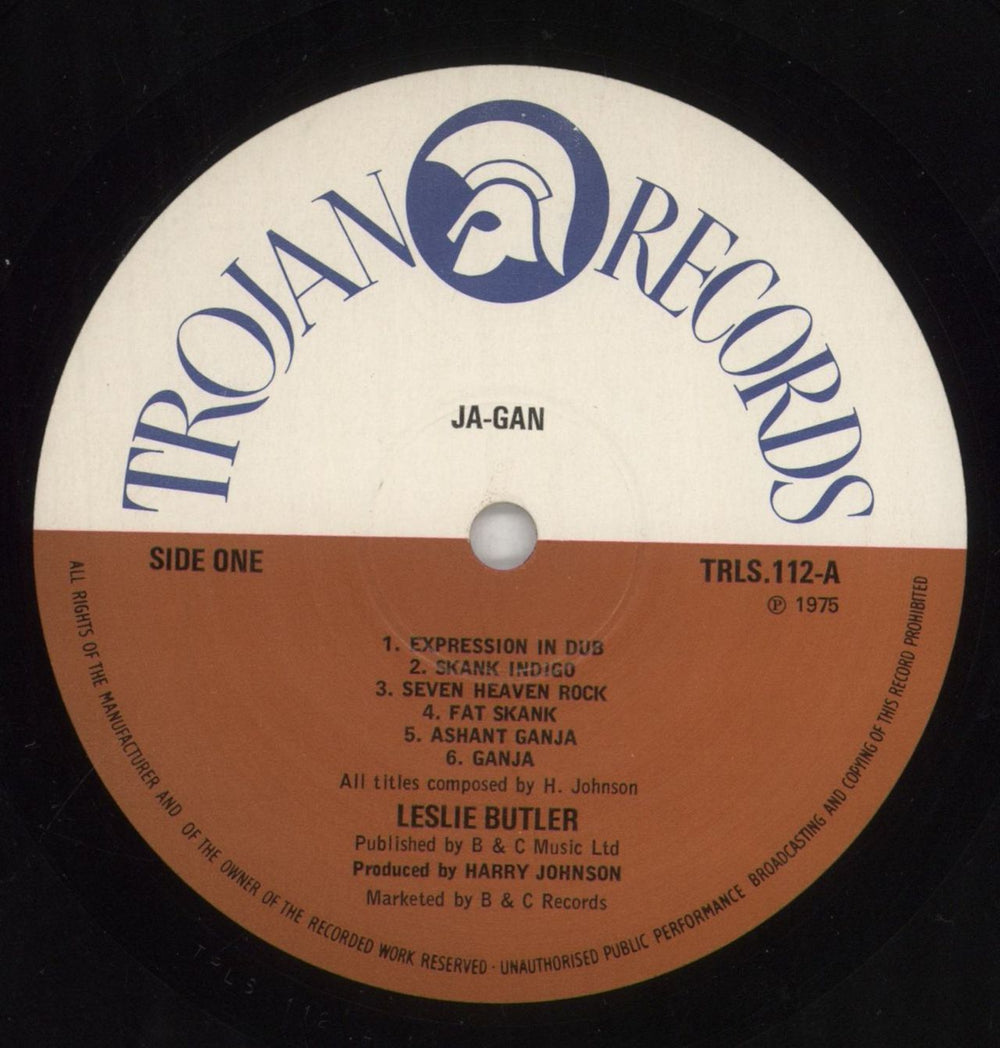 TROJAN RECORDS
JA-GAN
SIDE ONE
TRLS.112-A
℗ 1975
1. EXPRESSION IN DUB
2. SKANK INDIGO
3. SEVEN HEAVEN ROCK
4. FAT SKANK
5. ASHANT GANJA
6. GANJA
All titles composed by H. Johnson
LESLIE BUTLER
Published by B & C Music Ltd
Produced by HARRY JOHNSON
Marketed by B & C Records
ALL RIGHTS OF THE MANUFACTURER AND OF THE OWNER OF THE RECORDED WORK RESERVED · UNAUTHORISED PUBLIC PERFORMANCE BROADCASTING AND COPYING OF THIS RECORD PROHIBITED